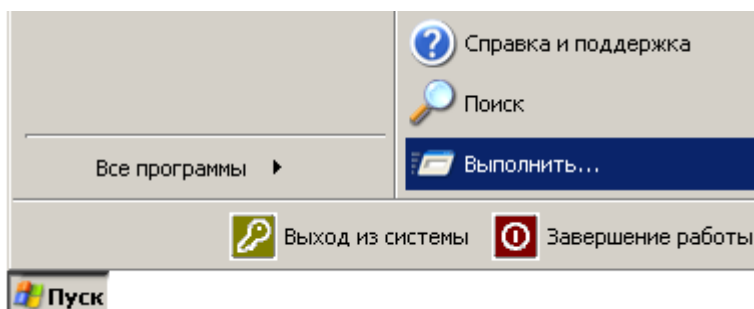 Справка и поддержка
Поиск
Все программы
Выполнить...
Выход из системы
Завершение работы
Пуск